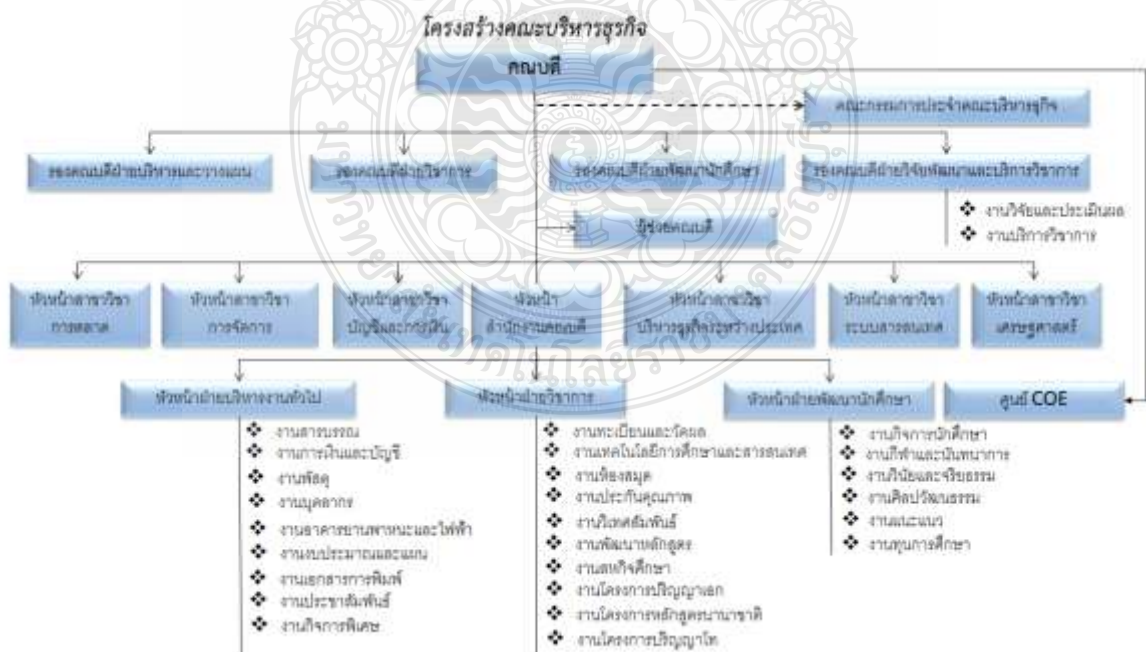 โครงสร้างคณะบริหารธุรกิจ
คณบดี
คณะกรรมการประจำคณะบริหารธุรกิจ
รองคณบดีฝ่ายบริหารและวางแผน
รองคณบดีฝ่ายวิชาการ
รองคณบดีฝ่ายพัฒนานักศึกษา
รองคณบดีฝ่ายวิจัยพัฒนาและบริการวิชาการ
❖ งานวิจัยและประเมินผล
❖ งานบริการวิชาการ
ผู้ช่วยคณบดี
หัวหน้าสาขาวิชา
การตลาด
หัวหน้าสาขาวิชา
การจัดการ
หัวหน้าสาขาวิชา
บัญชีและการเงิน
หัวหน้า
สำนักงานคณบดี
หัวหน้าสาขาวิชา
บริหารธุรกิจระหว่างประเทศ
หัวหน้าสาขาวิชา
ระบบสารสนเทศ
หัวหน้าสาขาวิชา
เศรษฐศาสตร์
หัวหน้าฝ่ายบริหารงานทั่วไป
❖ งานสารบรรณ
❖ งานการเงินและบัญชี
❖ งานพัสดุ
❖ งานบุคลากร
❖ งานอาคารยานพาหนะและไฟฟ้า
❖ งานงบประมาณและแผน
❖ งานเอกสารการพิมพ์
❖ งานประชาสัมพันธ์
❖ งานกิจการพิเศษ
หัวหน้าฝ่ายวิชาการ
❖ งานทะเบียนและวัดผล
❖ งานเทคโนโลยีการศึกษาและสารสนเทศ
❖ งานห้องสมุด
❖ งานประกันคุณภาพ
❖ งานวิเทศสัมพันธ์
❖ งานพัฒนาหลักสูตร
❖ งานสหกิจศึกษา
❖ งานโครงการปริญญาเอก
❖ งานโครงการหลักสูตรนานาชาติ
❖ งานโครงการปริญญาโท
หัวหน้าฝ่ายพัฒนานักศึกษา
❖ งานกิจการนักศึกษา
❖ งานกีฬาและนันทนาการ
❖ งานวินัยและจริยธรรม
❖ งานศิลปวัฒนธรรม
❖ งานแนะแนว
❖ งานทุนการศึกษา
ศูนย์ COE